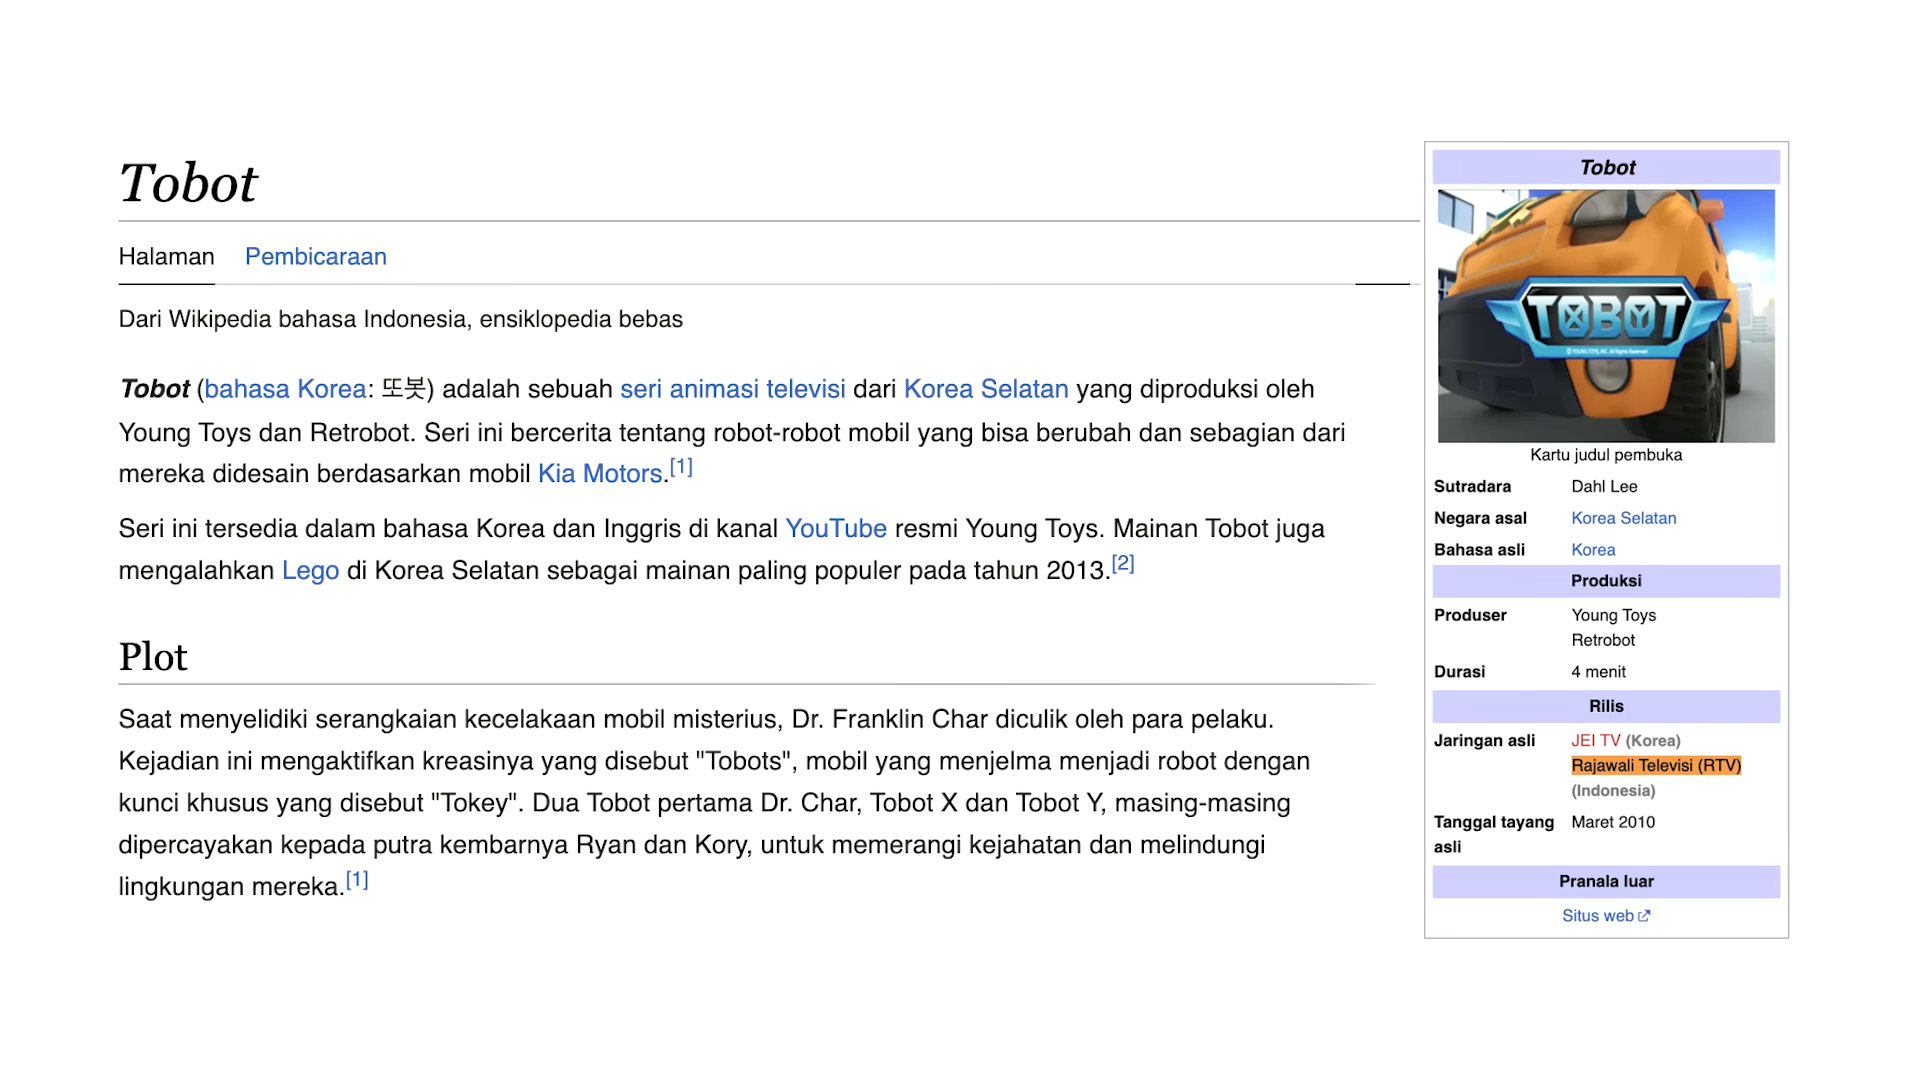 Tobot
Halaman Pembicaraan
Dari Wikipedia bahasa Indonesia, ensiklopedia bebas
Tobot (bahasa Korea: 또봇) adalah sebuah seri animasi televisi dari Korea Selatan yang diproduksi oleh
Young Toys dan Retrobot. Seri ini bercerita tentang robot-robot mobil yang bisa berubah dan sebagian dari
mereka didesain berdasarkan mobil Kia Motors.[1]
Seri ini tersedia dalam bahasa Korea dan Inggris di kanal YouTube resmi Young Toys. Mainan Tobot juga
mengalahkan Lego di Korea Selatan sebagai mainan paling populer pada tahun 2013.[2]
Plot
Saat menyelidiki serangkaian kecelakaan mobil misterius, Dr. Franklin Char diculik oleh para pelaku.
Kejadian ini mengaktifkan kreasinya yang disebut "Tobots", mobil yang menjelma menjadi robot dengan
kunci khusus yang disebut "Tokey". Dua Tobot pertama Dr. Char, Tobot X dan Tobot Y, masing-masing
dipercayakan kepada putra kembarnya Ryan dan Kory, untuk memerangi kejahatan dan melindungi
lingkungan mereka.[1]
Tobot
TOBOT
© YOUNG TOYS, INC. All Rights Reserved
Kartu judul pembuka
Sutradara Dahl Lee
Negara asal Korea Selatan
Bahasa asli Korea
Produksi
Produser Young Toys
Retrobot
Durasi 4 menit
Rilis
Jaringan asli JEI TV (Korea)
Rajawali Televisi (RTV)
(Indonesia)
Tanggal tayang Maret 2010
asli
Pranala luar
Situs web